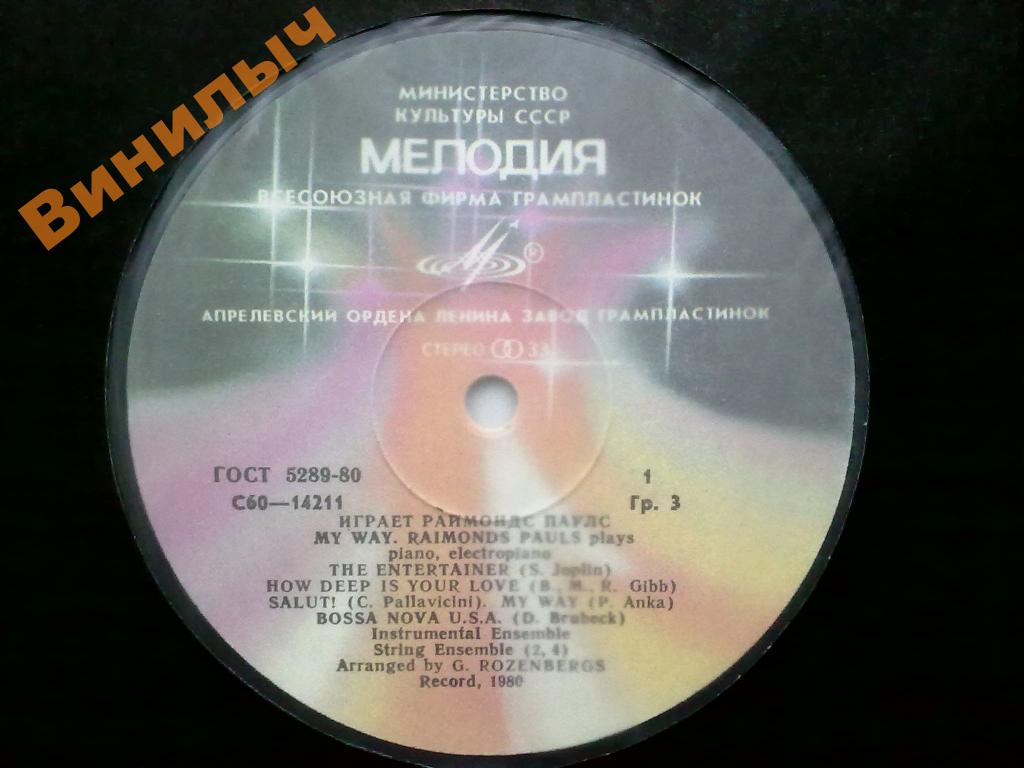 Винилыч
МИНИСТЕРСТВО
КУЛЬТУРЫ СССР
МЕЛОДИЯ
ВСЕСОЮЗНАЯ ФИРМА ГРАМПЛАСТИНОК
®
АПРЕЛЕВСКИЙ ОРДЕНА ЛЕНИНА ЗАВОД ГРАМПЛАСТИНОК
СТЕРЕО 33
ГОСТ 5289-80 1
С60—14211 Гр. 3
ИГРАЕТ РАЙМОНДС ПАУЛС
MY WAY. RAIMONDS PAULS plays
piano, electropiano
THE ENTERTAINER (S. Joplin)
HOW DEEP IS YOUR LOVE (B., M., R. Gibb)
SALUT! (C. Pallavicini). MY WAY (P. Anka)
BOSSA NOVA U.S.A. (D. Brubeck)
Instrumental Ensemble
String Ensemble (2, 4)
Arranged by G. ROZENBERGS
Record, 1980